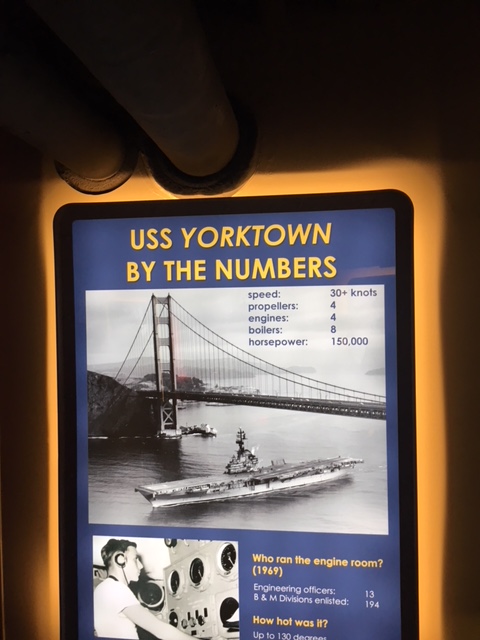 USS YORKTOWN
BY THE NUMBERS
speed: 30+ knots
propellers: 4
engines: 4
boilers: 8
horsepower: 150,000
Who ran the engine room?
(1969)
Engineering officers: 13
B & M Divisions enlisted: 194
How hot was it?
Up to 130 degrees